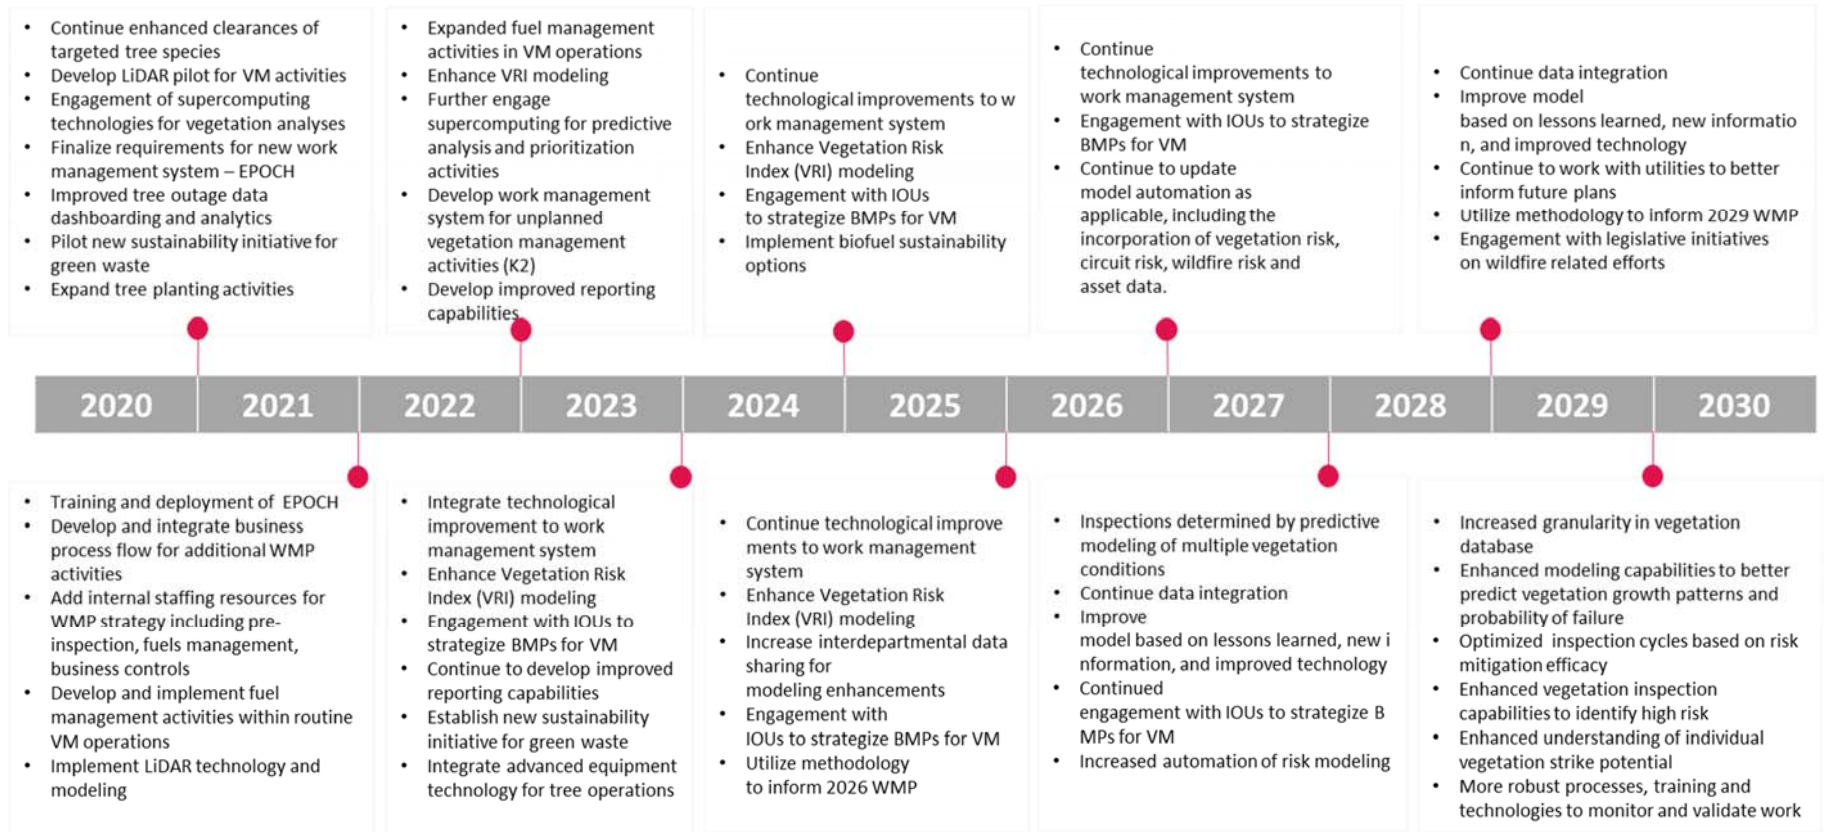 • Continue enhanced clearances of
targeted tree species
• Develop LiDAR pilot for VM activities
• Engagement of supercomputing
technologies for vegetation analyses
• Finalize requirements for new work
management system – EPOCH
• Improved tree outage data
dashboarding and analytics
• Pilot new sustainability initiative for
green waste
• Expand tree planting activities
• Expanded fuel management
activities in VM operations
• Enhance VRI modeling
• Further engage
supercomputing for predictive
analysis and prioritization
activities
• Develop work management
system for unplanned
vegetation management
activities (K2)
• Develop improved reporting
capabilities
• Continue
technological improvements to w
ork management system
• Enhance Vegetation Risk
Index (VRI) modeling
• Engagement with IOUs
to strategize BMPs for VM
• Implement biofuel sustainability
options
• Continue
technological improvements to
work management system
• Engagement with IOUs to strategize
BMPs for VM
• Continue to update
model automation as
applicable, including the
incorporation of vegetation risk,
circuit risk, wildfire risk and
asset data.
• Continue data integration
• Improve model
based on lessons learned, new informatio
n, and improved technology
• Continue to work with utilities to better
inform future plans
• Utilize methodology to inform 2029 WMP
• Engagement with legislative initiatives
on wildfire related efforts
2020 2021 2022 2023 2024 2025 2026 2027 2028 2029 2030
• Training and deployment of EPOCH
• Develop and integrate business
process flow for additional WMP
activities
• Add internal staffing resources for
WMP strategy including pre-
inspection, fuels management,
business controls
• Develop and implement fuel
management activities within routine
VM operations
• Implement LiDAR technology and
modeling
• Integrate technological
improvement to work
management system
• Enhance Vegetation Risk
Index (VRI) modeling
• Engagement with IOUs to
strategize BMPs for VM
• Continue to develop improved
reporting capabilities
• Establish new sustainability
initiative for green waste
• Integrate advanced equipment
technology for tree operations
• Continue technological improve
ments to work management
system
• Enhance Vegetation Risk
Index (VRI) modeling
• Increase interdepartmental data
sharing for
modeling enhancements
• Engagement with
IOUs to strategize BMPs for VM
• Utilize methodology
to inform 2026 WMP
• Inspections determined by predictive
modeling of multiple vegetation
conditions
• Continue data integration
• Improve
model based on lessons learned, new i
nformation, and improved technology
• Continued
engagement with IOUs to strategize B
MPs for VM
• Increased automation of risk modeling
• Increased granularity in vegetation
database
• Enhanced modeling capabilities to better
predict vegetation growth patterns and
probability of failure
• Optimized inspection cycles based on risk
mitigation efficacy
• Enhanced vegetation inspection
capabilities to identify high risk
• Enhanced understanding of individual
vegetation strike potential
• More robust processes, training and
technologies to monitor and validate work